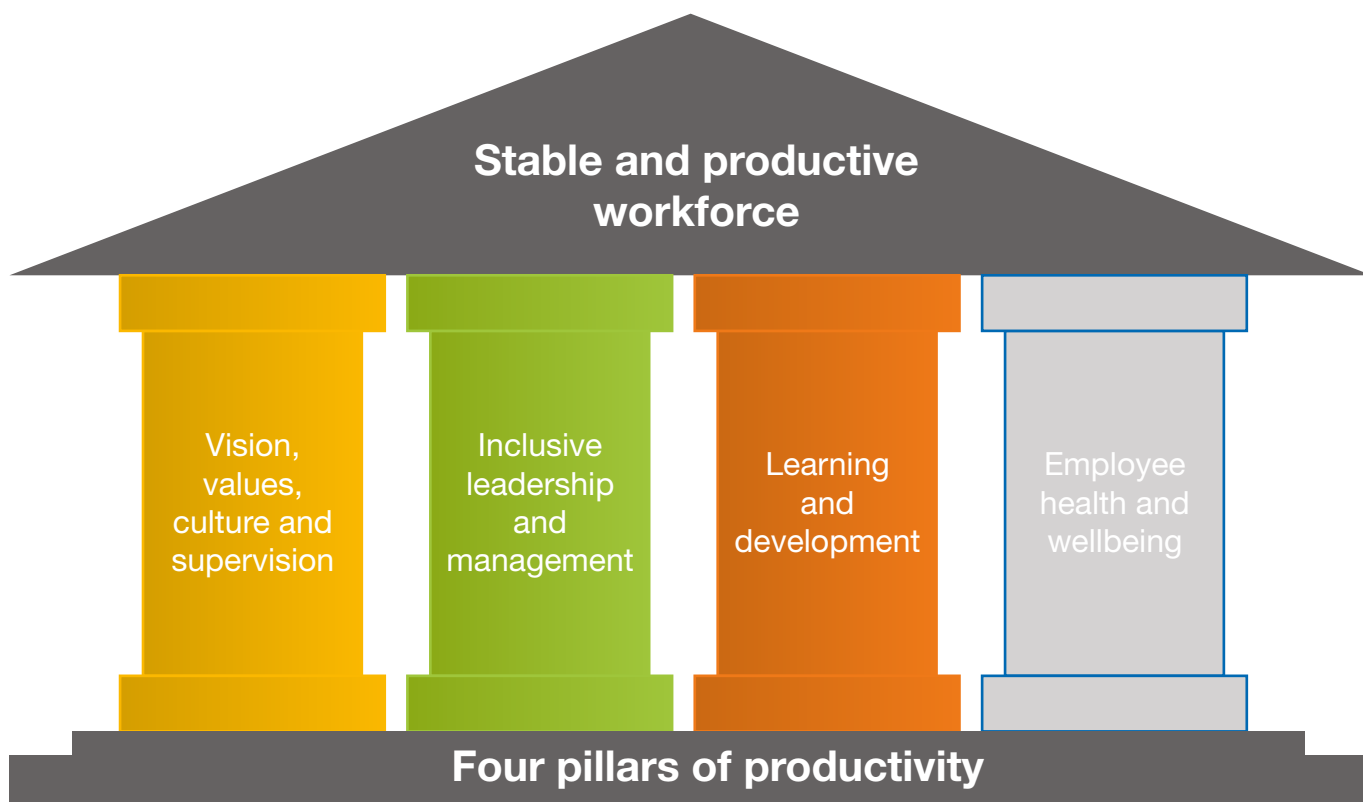 Stable and productive
workforce
Vision,
values,
culture and
supervision
Inclusive
leadership
and
management
Learning
and
development
Employee
health and
wellbeing
Four pillars of productivity